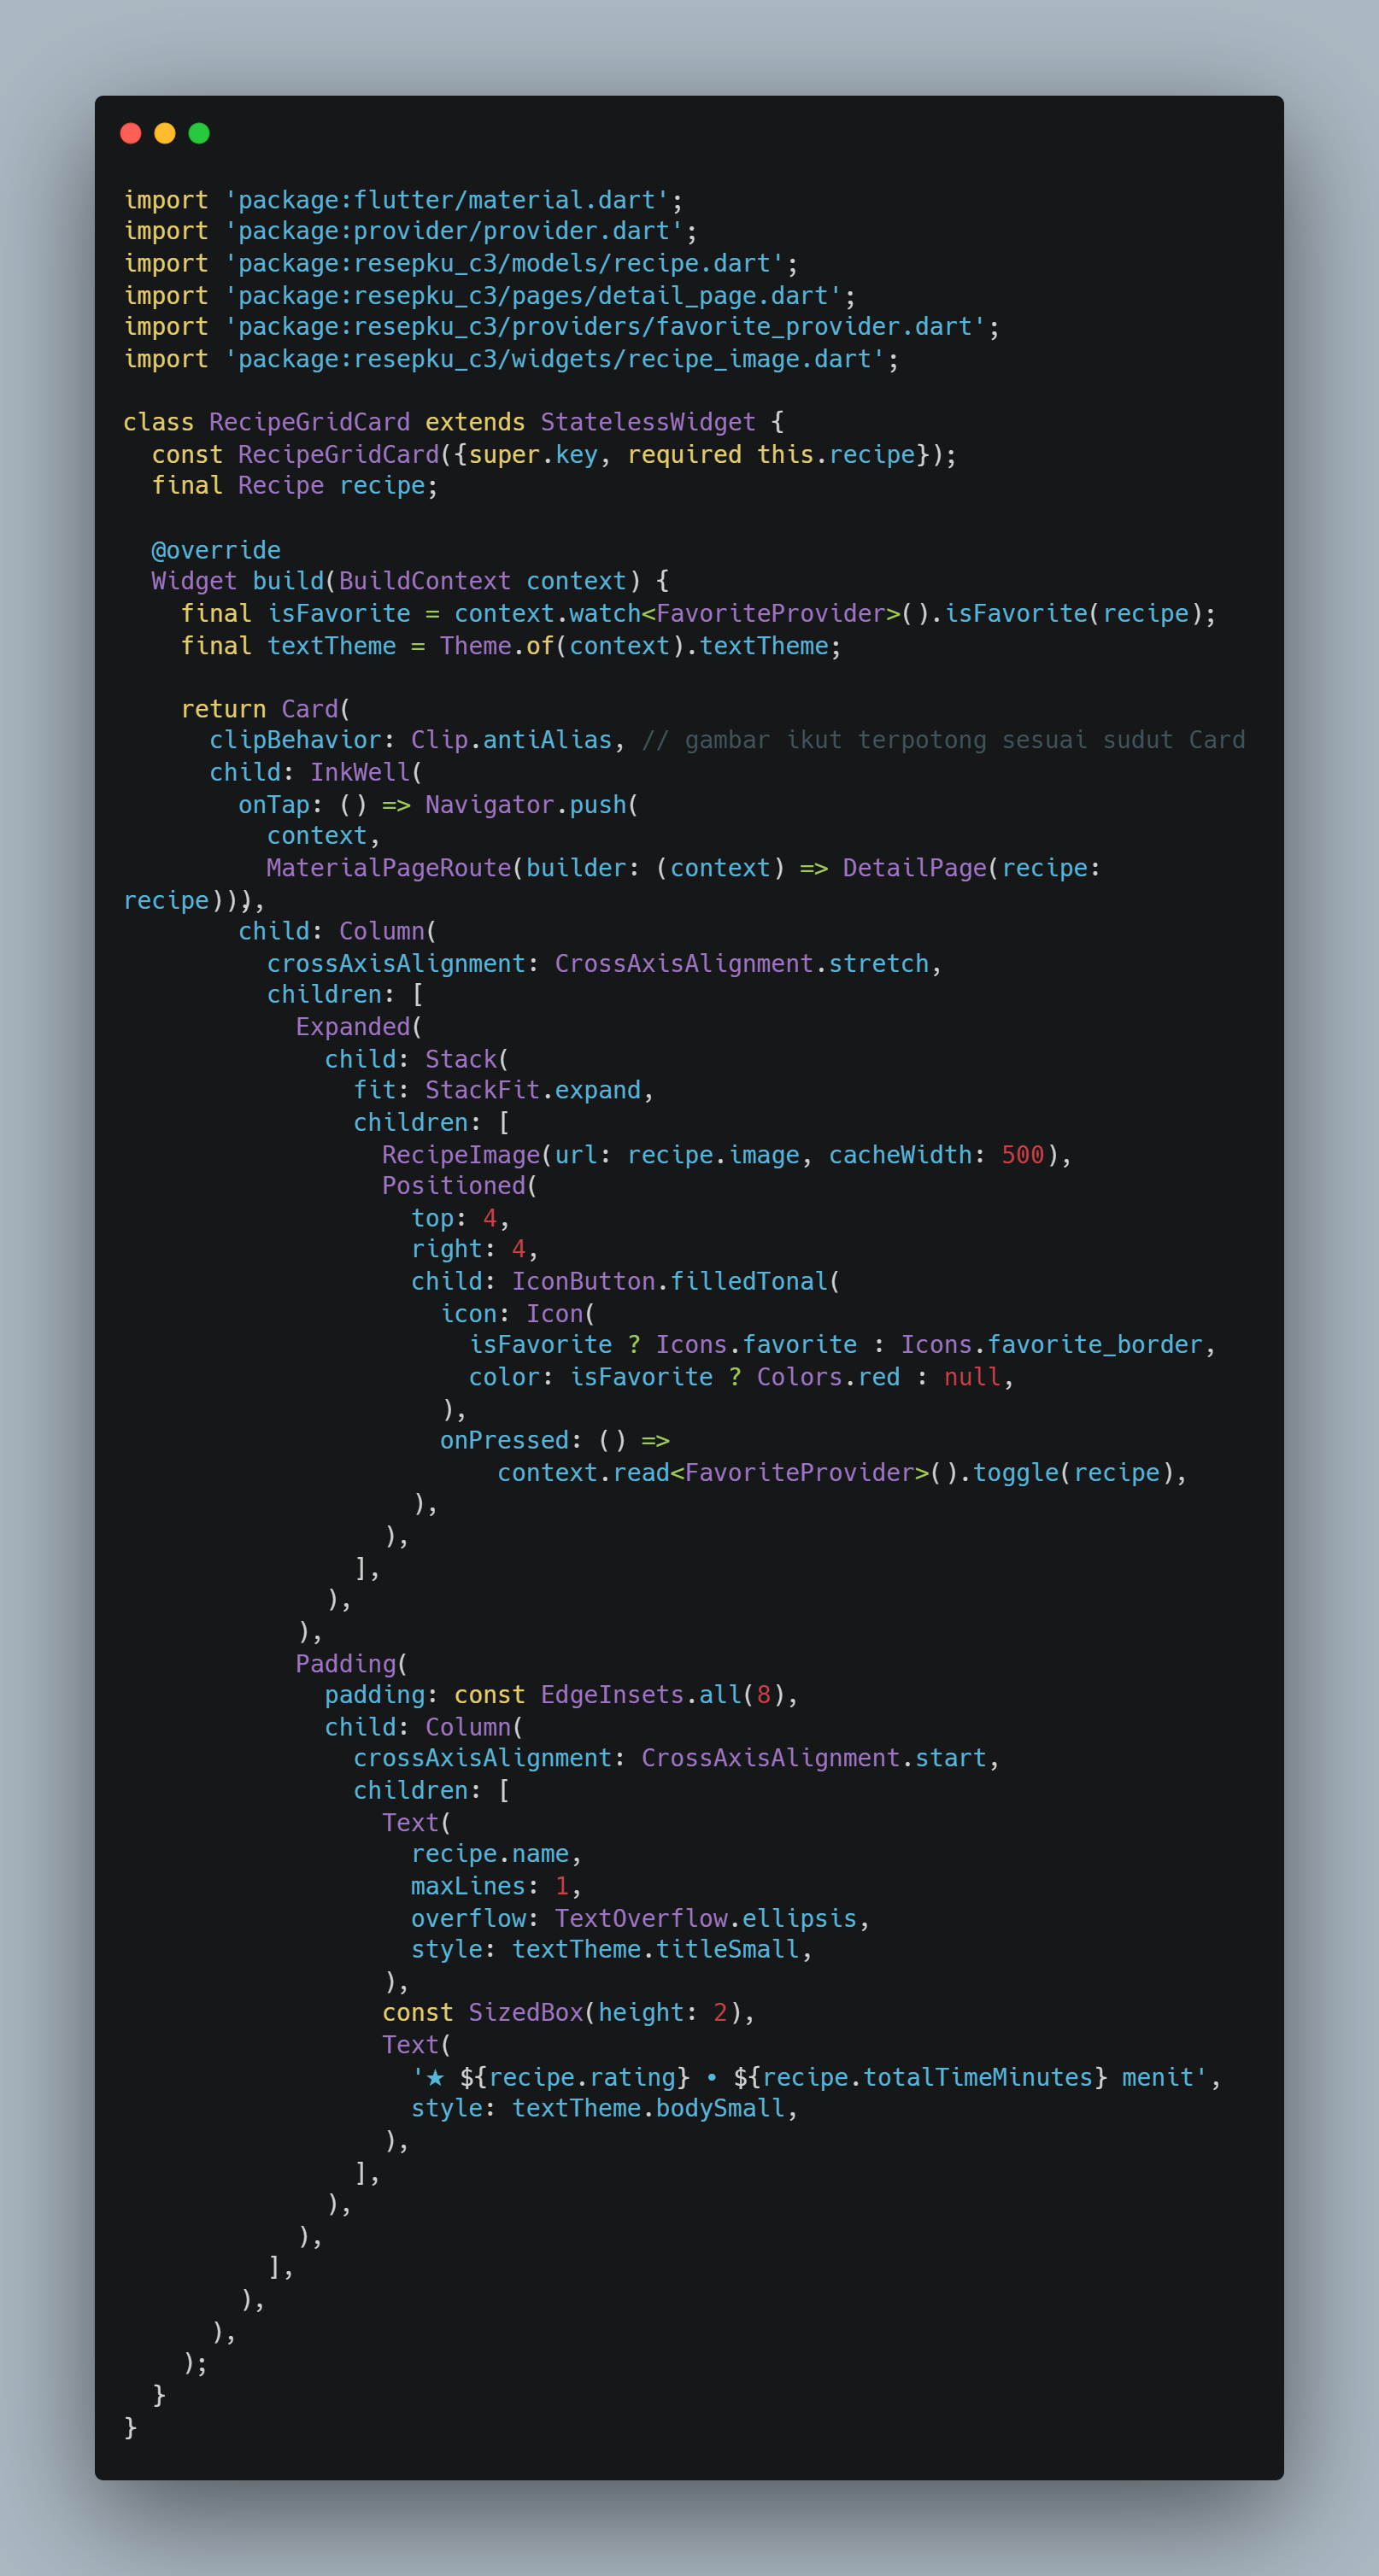 import 'package:flutter/material.dart';
import 'package:provider/provider.dart';
import 'package:resepku_c3/models/recipe.dart';
import 'package:resepku_c3/pages/detail_page.dart';
import 'package:resepku_c3/providers/favorite_provider.dart';
import 'package:resepku_c3/widgets/recipe_image.dart';

class RecipeGridCard extends StatelessWidget {
  const RecipeGridCard({super.key, required this.recipe});
  final Recipe recipe;

  @override
  Widget build(BuildContext context) {
    final isFavorite = context.watch<FavoriteProvider>().isFavorite(recipe);
    final textTheme = Theme.of(context).textTheme;

    return Card(
      clipBehavior: Clip.antiAlias, // gambar ikut terpotong sesuai sudut Card
      child: InkWell(
        onTap: () => Navigator.push(
          context,
          MaterialPageRoute(builder: (context) => DetailPage(recipe:
recipe))),
        child: Column(
          crossAxisAlignment: CrossAxisAlignment.stretch,
          children: [
            Expanded(
              child: Stack(
                fit: StackFit.expand,
                children: [
                  RecipeImage(url: recipe.image, cacheWidth: 500),
                  Positioned(
                    top: 4,
                    right: 4,
                    child: IconButton.filledTonal(
                      icon: Icon(
                        isFavorite ? Icons.favorite : Icons.favorite_border,
                        color: isFavorite ? Colors.red : null,
                      ),
                      onPressed: () =>
                          context.read<FavoriteProvider>().toggle(recipe),
                    ),
                  ),
                ],
              ),
            ),
            Padding(
              padding: const EdgeInsets.all(8),
              child: Column(
                crossAxisAlignment: CrossAxisAlignment.start,
                children: [
                  Text(
                    recipe.name,
                    maxLines: 1,
                    overflow: TextOverflow.ellipsis,
                    style: textTheme.titleSmall,
                  ),
                  const SizedBox(height: 2),
                  Text(
                    '★ ${recipe.rating} • ${recipe.totalTimeMinutes} menit',
                    style: textTheme.bodySmall,
                  ),
                ],
              ),
            ),
          ],
        ),
      ),
    );
  }
}